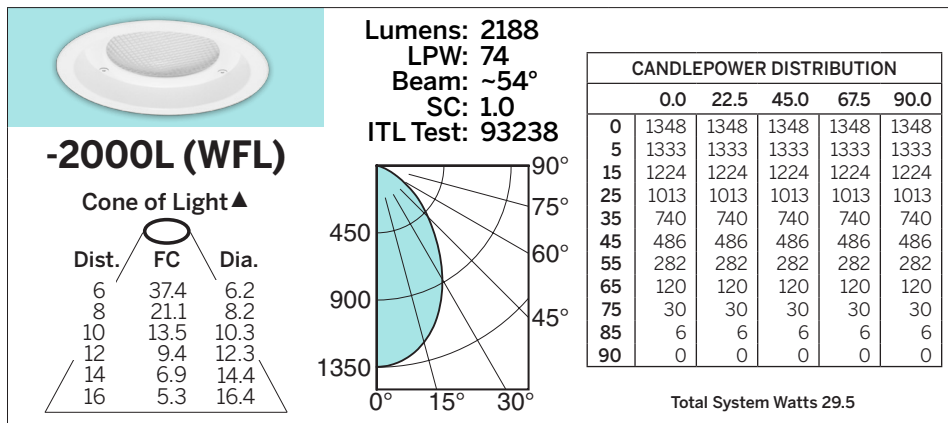 -2000L (WFL)
Cone of Light▲
Dist. FC Dia.
6 37.4 6.2
8 21.1 8.2
10 13.5 10.3
12 9.4 12.3
14 6.9 14.4
16 5.3 16.4
Lumens: 2188
LPW: 74
Beam: ~54°
SC: 1.0
ITL Test: 93238
90°
75°
450
60°
900
45°
1350
0° 15° 30°
CANDLEPOWER DISTRIBUTION
0.0 22.5 45.0 67.5 90.0
0 1348 1348 1348 1348 1348
5 1333 1333 1333 1333 1333
15 1224 1224 1224 1224 1224
25 1013 1013 1013 1013 1013
35 740 740 740 740 740
45 486 486 486 486 486
55 282 282 282 282 282
65 120 120 120 120 120
75 30 30 30 30 30
85 6 6 6 6 6
90 0 0 0 0 0
Total System Watts 29.5